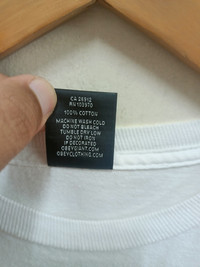 CA 26912
RN 103970
100% COTTON
MACHINE WASH COLD
DO NOT BLEACH
TUMBLE DRY LOW
DO NOT IRON
IF DECORATED
OBEYGIANT.COM
OBEYCLOTHING.COM